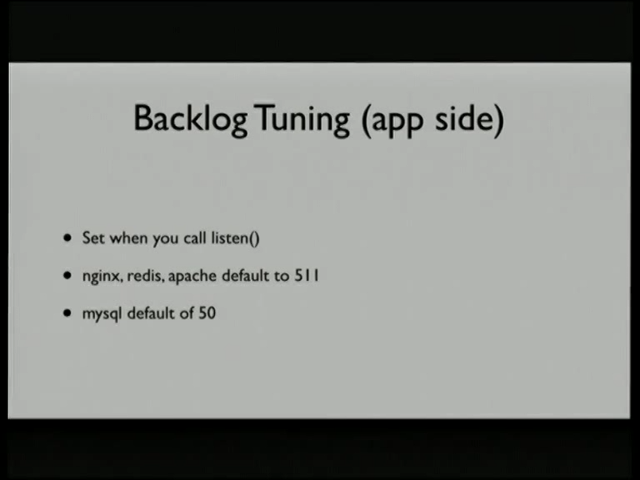 Backlog Tuning (app side)
• Set when you call listen()
• nginx, redis, apache default to 511
• mysql default of 50